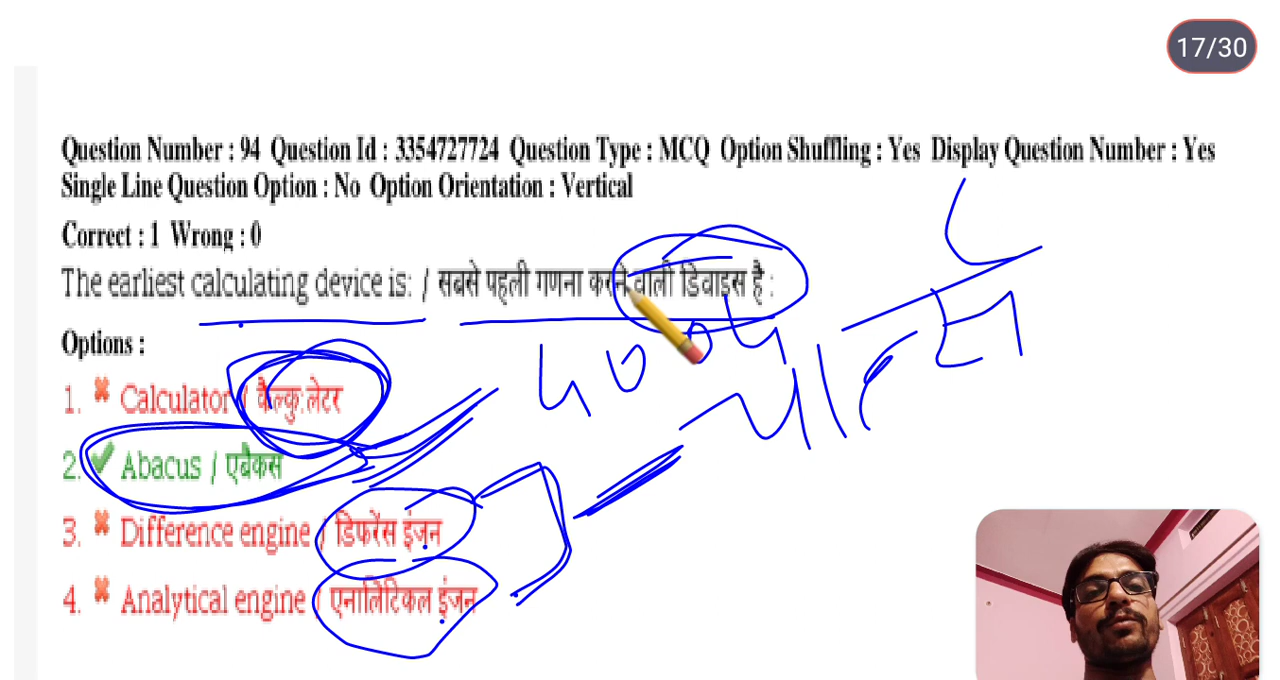 17/30
Question Number : 94 Question Id : 3354727724 Question Type : MCQ Option Shuffling : Yes Display Question Number : Yes
Single Line Question Option : No Option Orientation : Vertical
Correct : 1 Wrong : 0
The earliest calculating device is: / सबसे पहली गणना करने वाली डिवाइस है :
Options :
1. ✖ Calculator / कैल्कु:लेटर
2. ✔ Abacus / एबैकस
3. ✖ Difference engine / डिफरेंस इंजन
4. ✖ Analytical engine / एनालिटिकल इंजन